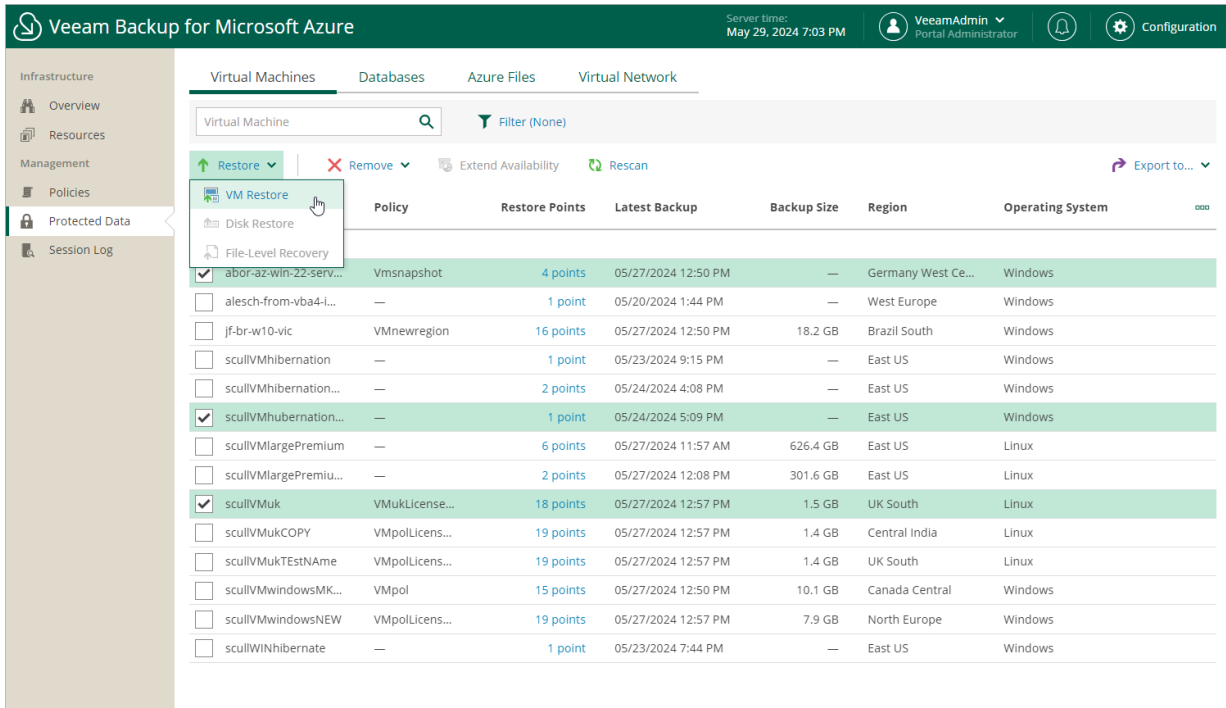 Veeam Backup for Microsoft Azure
Server time:
May 29, 2024 7:03 PM
VeeamAdmin
Portal Administrator
Configuration
Infrastructure
Overview
Resources
Management
Policies
Protected Data
Session Log
Virtual Machines Databases Azure Files Virtual Network
Virtual Machine
Filter (None)
Restore Remove Extend Availability Rescan Export to...
VM Restore
Disk Restore
File-Level Recovery
Policy Restore Points Latest Backup Backup Size Region Operating System
abor-az-win-22-serv... Vmsnapshot 4 points 05/27/2024 12:50 PM — Germany West Ce... Windows
alesch-from-vba4-i... — 1 point 05/20/2024 1:44 PM — West Europe Windows
jf-br-w10-vic VMnewregion 16 points 05/27/2024 12:50 PM 18.2 GB Brazil South Windows
scullVMhibernation — 1 point 05/23/2024 9:15 PM — East US Windows
scullVMhibernation... — 2 points 05/24/2024 4:08 PM — East US Windows
scullVMhubernation... — 1 point 05/24/2024 5:09 PM — East US Windows
scullVMlargePremium — 6 points 05/27/2024 11:57 AM 626.4 GB East US Linux
scullVMlargePremiu... — 2 points 05/27/2024 12:08 PM 301.6 GB East US Linux
scullVMuk VMukLicense... 18 points 05/27/2024 12:57 PM 1.5 GB UK South Linux
scullVMukCOPY VMpolLicens... 19 points 05/27/2024 12:57 PM 1.4 GB Central India Linux
scullVMukTEstNAme VMpolLicens... 19 points 05/27/2024 12:57 PM 1.4 GB UK South Linux
scullVMwindowsMK... VMpol 15 points 05/27/2024 12:50 PM 10.1 GB Canada Central Windows
scullVMwindowsNEW VMpolLicens... 19 points 05/27/2024 12:57 PM 7.9 GB North Europe Windows
scullWINhibernate — 1 point 05/23/2024 7:44 PM — East US Windows